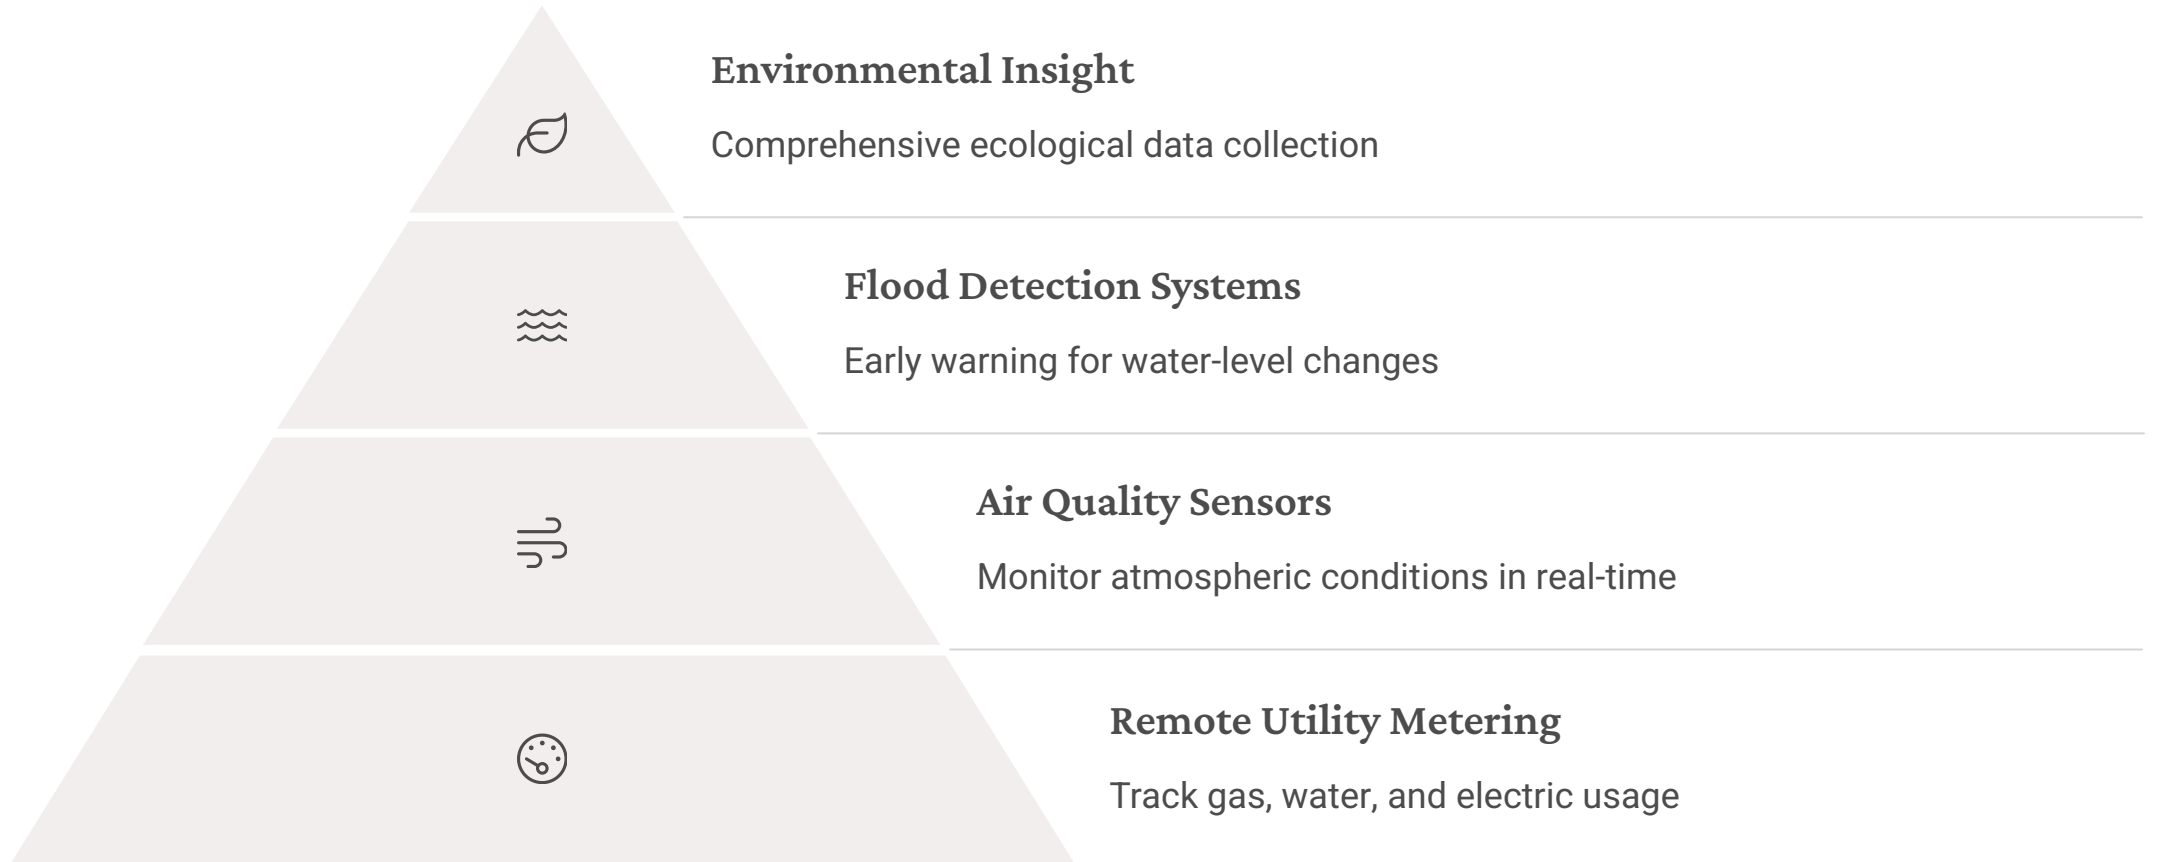 Environmental Insight
Comprehensive ecological data collection
Flood Detection Systems
Early warning for water-level changes
Air Quality Sensors
Monitor atmospheric conditions in real-time
Remote Utility Metering
Track gas, water, and electric usage